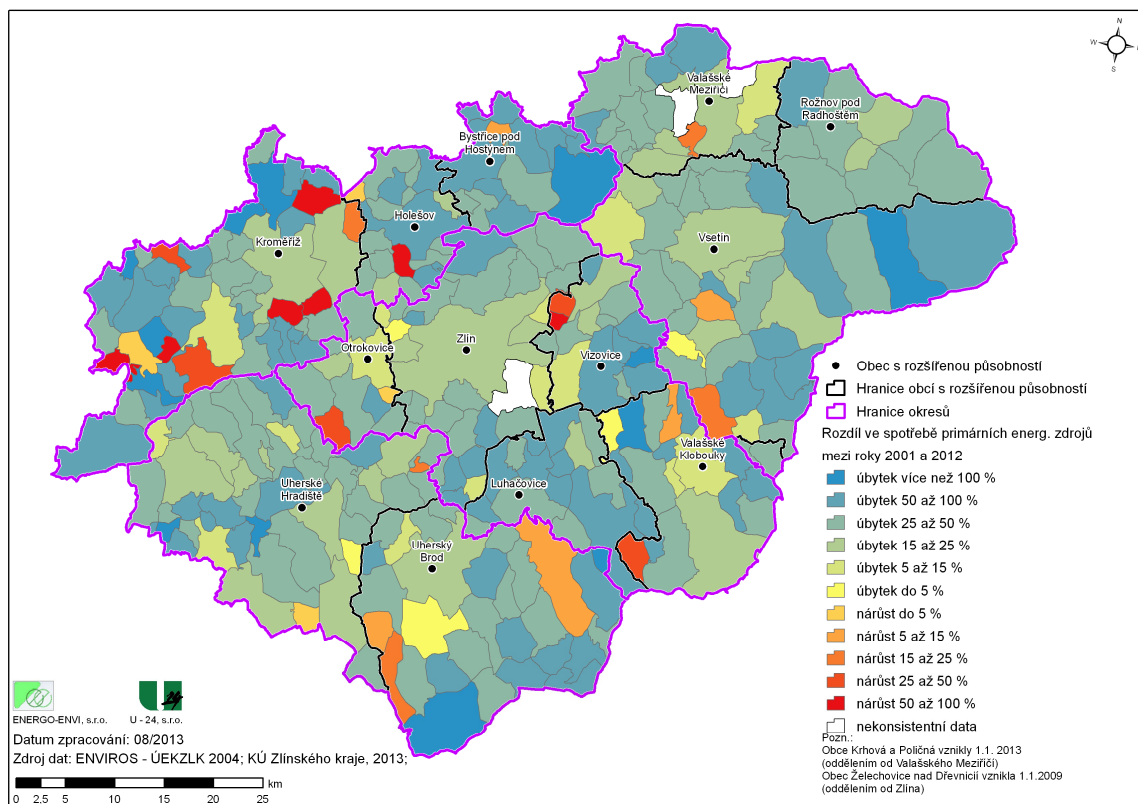 N
W
S
Valašské
Meziříčí
Rožnov pod
Radhoštěm
Bystřice pod
Hostýnem
Holešov
Kroměříž
Vsetín
Zlín
Otrokovice
Vizovice
Valašské
Klobouky
Uherské
Hradiště
Luhačovice
Uherský
Brod
Obec s rozšířenou působností
Hranice obcí s rozšířenou působností
Hranice okresů
Rozdíl ve spotřebě primárních energ. zdrojů
mezi roky 2001 a 2012
úbytek více než 100 %
úbytek 50 až 100 %
úbytek 25 až 50 %
úbytek 15 až 25 %
úbytek 5 až 15 %
úbytek do 5 %
nárůst do 5 %
nárůst 5 až 15 %
nárůst 15 až 25 %
nárůst 25 až 50 %
nárůst 50 až 100 %
nekonsistentní data
Pozn.:
Obce Krhová a Poličná vznikly 1.1. 2013
(oddělením od Valašského Meziříčí)
Obec Želechovice nad Dřevnicí vznikla 1.1.2009
(oddělením od Zlína)
ENERGO-ENVI, s.r.o. U - 24, s.r.o.
Datum zpracování: 08/2013
Zdroj dat: ENVIROS - ÚEKZLK 2004; KÚ Zlínského kraje, 2013;
0 2,5 5 10 15 20 25 km